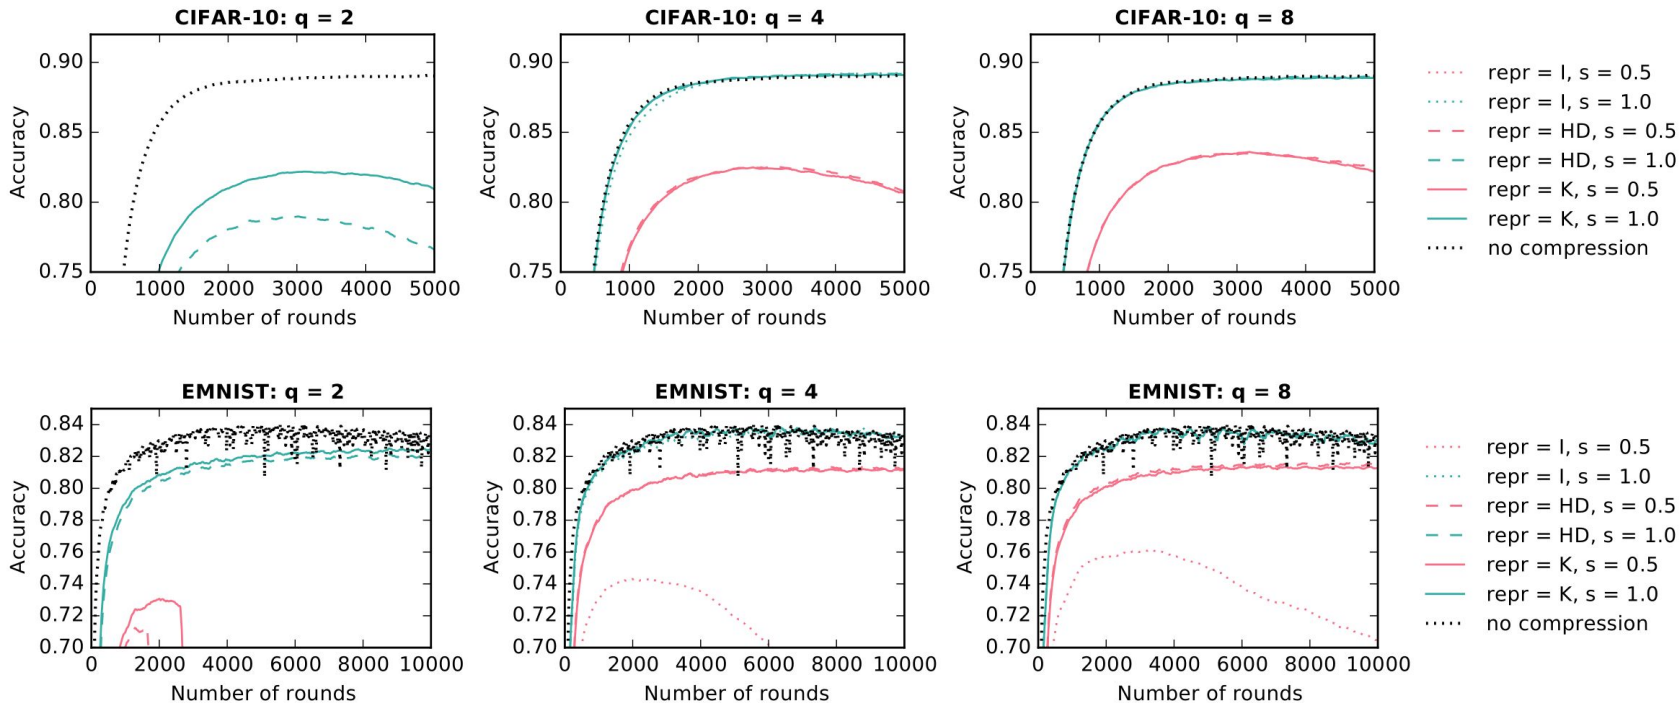 CIFAR-10: q = 2
Accuracy
0.90
0.85
0.80
0.75
0 1000 2000 3000 4000 5000
Number of rounds
CIFAR-10: q = 4
Accuracy
0.90
0.85
0.80
0.75
0 1000 2000 3000 4000 5000
Number of rounds
CIFAR-10: q = 8
Accuracy
0.90
0.85
0.80
0.75
0 1000 2000 3000 4000 5000
Number of rounds
repr = I, s = 0.5
repr = I, s = 1.0
repr = HD, s = 0.5
repr = HD, s = 1.0
repr = K, s = 0.5
repr = K, s = 1.0
no compression
EMNIST: q = 2
Accuracy
0.84
0.82
0.80
0.78
0.76
0.74
0.72
0.70
0 2000 4000 6000 8000 10000
Number of rounds
EMNIST: q = 4
Accuracy
0.84
0.82
0.80
0.78
0.76
0.74
0.72
0.70
0 2000 4000 6000 8000 10000
Number of rounds
EMNIST: q = 8
Accuracy
0.84
0.82
0.80
0.78
0.76
0.74
0.72
0.70
0 2000 4000 6000 8000 10000
Number of rounds
repr = I, s = 0.5
repr = I, s = 1.0
repr = HD, s = 0.5
repr = HD, s = 1.0
repr = K, s = 0.5
repr = K, s = 1.0
no compression